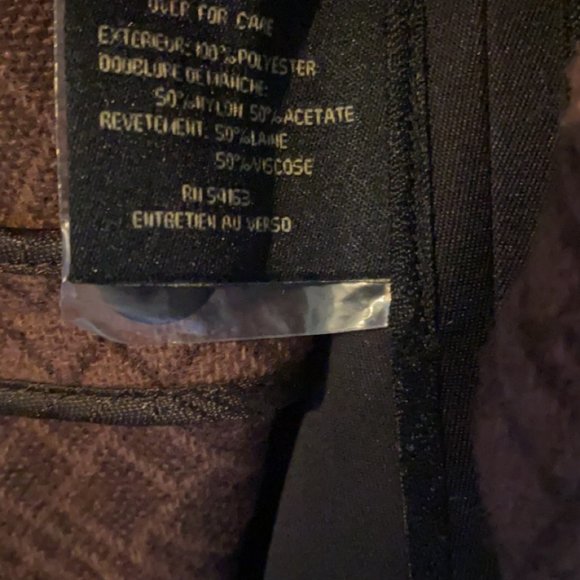 OVER FOR CARE
EXTÉRIEUR: 100% POLYESTER
DOUBLURE DE MANCHE:
50% NYLON 50% ACETATE
REVETEMENT: 50% LAINE
50% VISCOSE
RN 54163
ENTRETIEN AU VERSO